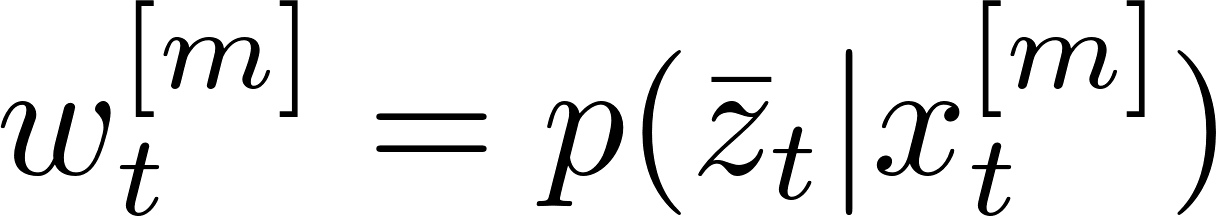 $w_t^{[m]} = p(\bar{z}_t | x_t^{[m]})$